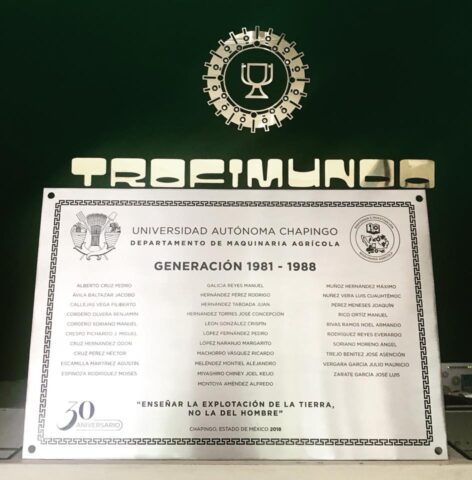 TROFIMUNDO
UNIVERSIDAD AUTÓNOMA CHAPINGO
DEPARTAMENTO DE MAQUINARIA AGRÍCOLA
GENERACIÓN 1981 - 1988
ALBERTO CRUZ PEDRO
ÁVILA BALTAZAR JACOBO
CALLEJAS VEGA FILIBERTO
CORDERO OLVERA BENJAMIN
CORDERO SORIANO MANUEL
CRESPO PICHARDO J. MIGUEL
CRUZ HERNÁNDEZ ODON
CRUZ PÉREZ HÉCTOR
ESCAMILLA MARTÍNEZ AGUSTÍN
ESPINOZA RODRÍGUEZ MOISÉS
GALICIA REYES MANUEL
HERNÁNDEZ PÉREZ RODRIGO
HERNÁNDEZ TABOADA JUAN
HERNÁNDEZ TORRES JOSÉ CONCEPCIÓN
LEÓN GONZÁLEZ CRISPÍN
LÓPEZ FERNÁNDEZ PEDRO
LÓPEZ NARANJO MARGARITO
MACHORRO VÁSQUEZ RICARDO
MELÉNDEZ MONTIEL ALEJANDRO
MIYASHIRO CHINEY JOEL KELIO
MONTOYA AMÉNDEZ ALFREDO
MUÑOZ HERNÁNDEZ MÁXIMO
NUÑEZ VERA LUIS CUAUHTÉMOC
PÉREZ MENESES JOAQUÍN
RICO ORTIZ MANUEL
RIVAS RAMOS NOEL ARMANDO
RODRÍGUEZ REYES EVERARDO
SORIANO MORENO ÁNGEL
TREJO BENITEZ JOSÉ ASENCIÓN
VERGARA GARCÍA JULIO MAURICIO
ZARATE GARCÍA JOSÉ LUIS
30
ANIVERSARIO
"ENSEÑAR LA EXPLOTACIÓN DE LA TIERRA,
NO LA DEL HOMBRE"
CHAPINGO, ESTADO DE MÉXICO 2018